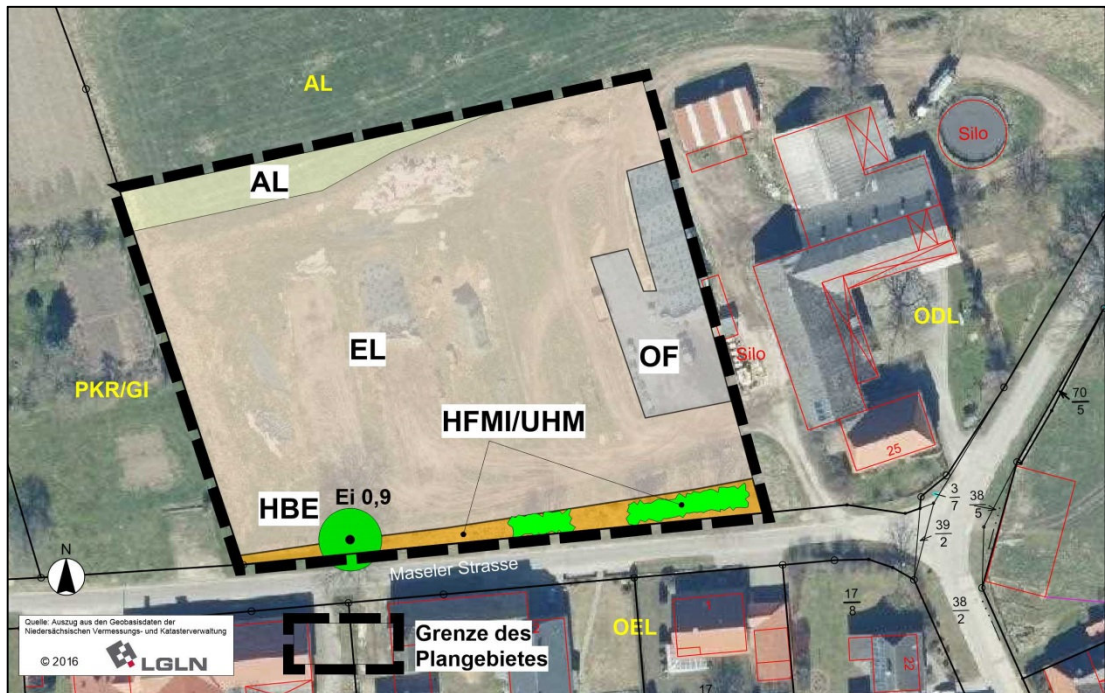 AL
AL
Silo
EL
OF
Silo
ODL
PKR/GI
HFMI/UHM
70
5
25
HBE
Ei 0,9
3
7
38
5
39
2
N
Maseler Strasse
17
8
38
2
OEL
22
17
Quelle: Auszug aus den Geobasisdaten der
Niedersächsischen Vermessungs- und Katasterverwaltung
© 2016
LGLN
Grenze des
Plangebietes